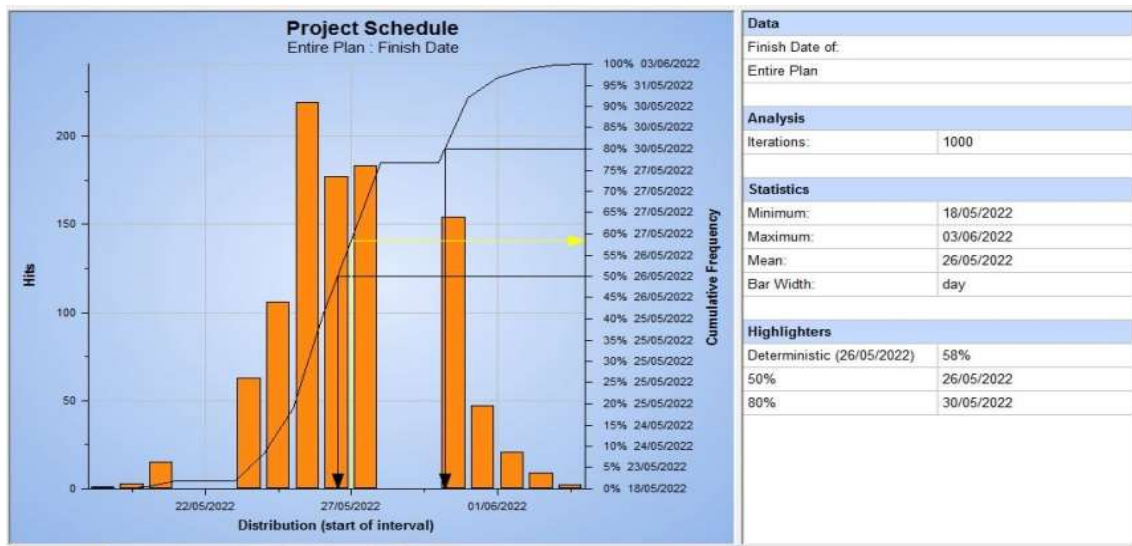 Project Schedule
Entire Plan : Finish Date
Hits
200
150
100
50
0
22/05/2022
27/05/2022
01/06/2022
Distribution (start of interval)
100% 03/06/2022
95% 31/05/2022
90% 30/05/2022
85% 30/05/2022
80% 30/05/2022
75% 27/05/2022
70% 27/05/2022
65% 27/05/2022
60% 27/05/2022
55% 26/05/2022
50% 26/05/2022
45% 26/05/2022
40% 26/05/2022
35% 25/05/2022
30% 25/05/2022
25% 25/05/2022
20% 25/05/2022
15% 24/05/2022
10% 24/05/2022
5% 23/05/2022
0% 18/05/2022
Cumulative Frequency
Data
Finish Date of:
Entire Plan
Analysis
Iterations: 1000
Statistics
Minimum: 18/05/2022
Maximum: 03/06/2022
Mean: 26/05/2022
Bar Width: day
Highlighters
Deterministic (26/05/2022) 58%
50% 26/05/2022
80% 30/05/2022